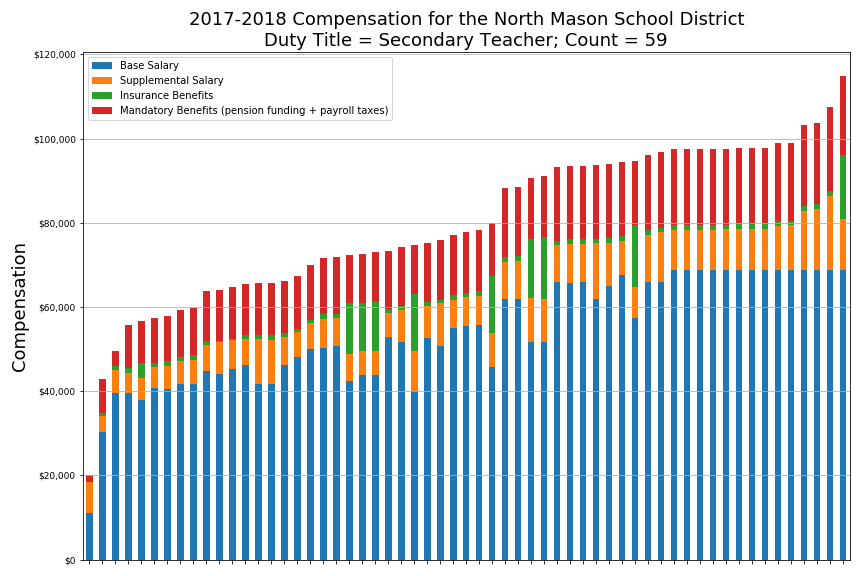 2017-2018 Compensation for the North Mason School District
Duty Title = Secondary Teacher; Count = 59
Base Salary
Supplemental Salary
Insurance Benefits
Mandatory Benefits (pension funding + payroll taxes)
Compensation
$120,000
$100,000
$80,000
$60,000
$40,000
$20,000
$0